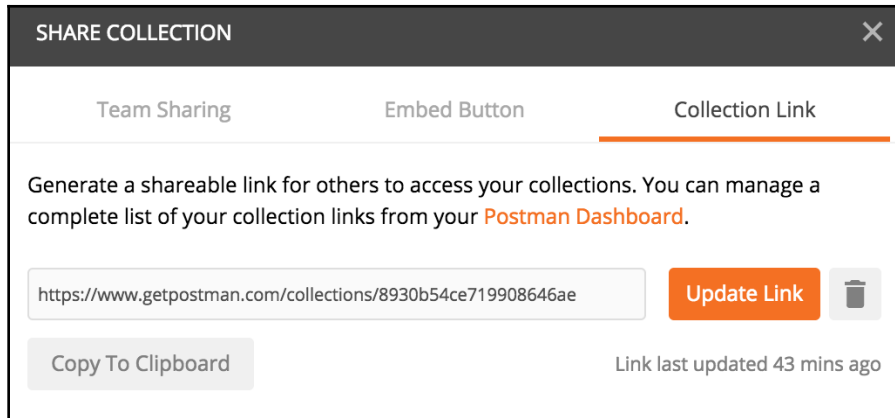 SHARE COLLECTION
Team Sharing
Embed Button
Collection Link
Generate a shareable link for others to access your collections. You can manage a
complete list of your collection links from your Postman Dashboard.
https://www.getpostman.com/collections/8930b54ce719908646ae
Update Link
Copy To Clipboard
Link last updated 43 mins ago